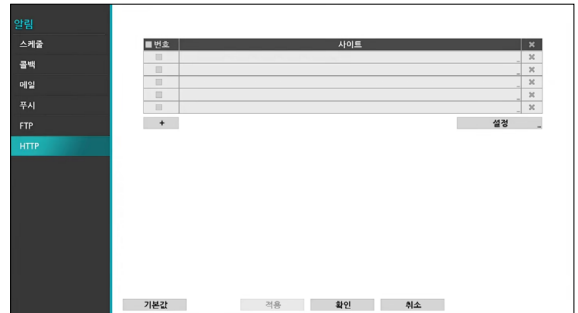 알림
스케줄
콜백
메일
푸시
FTP
HTTP
번호 사이트
+ 설정
기본값 적용 확인 취소